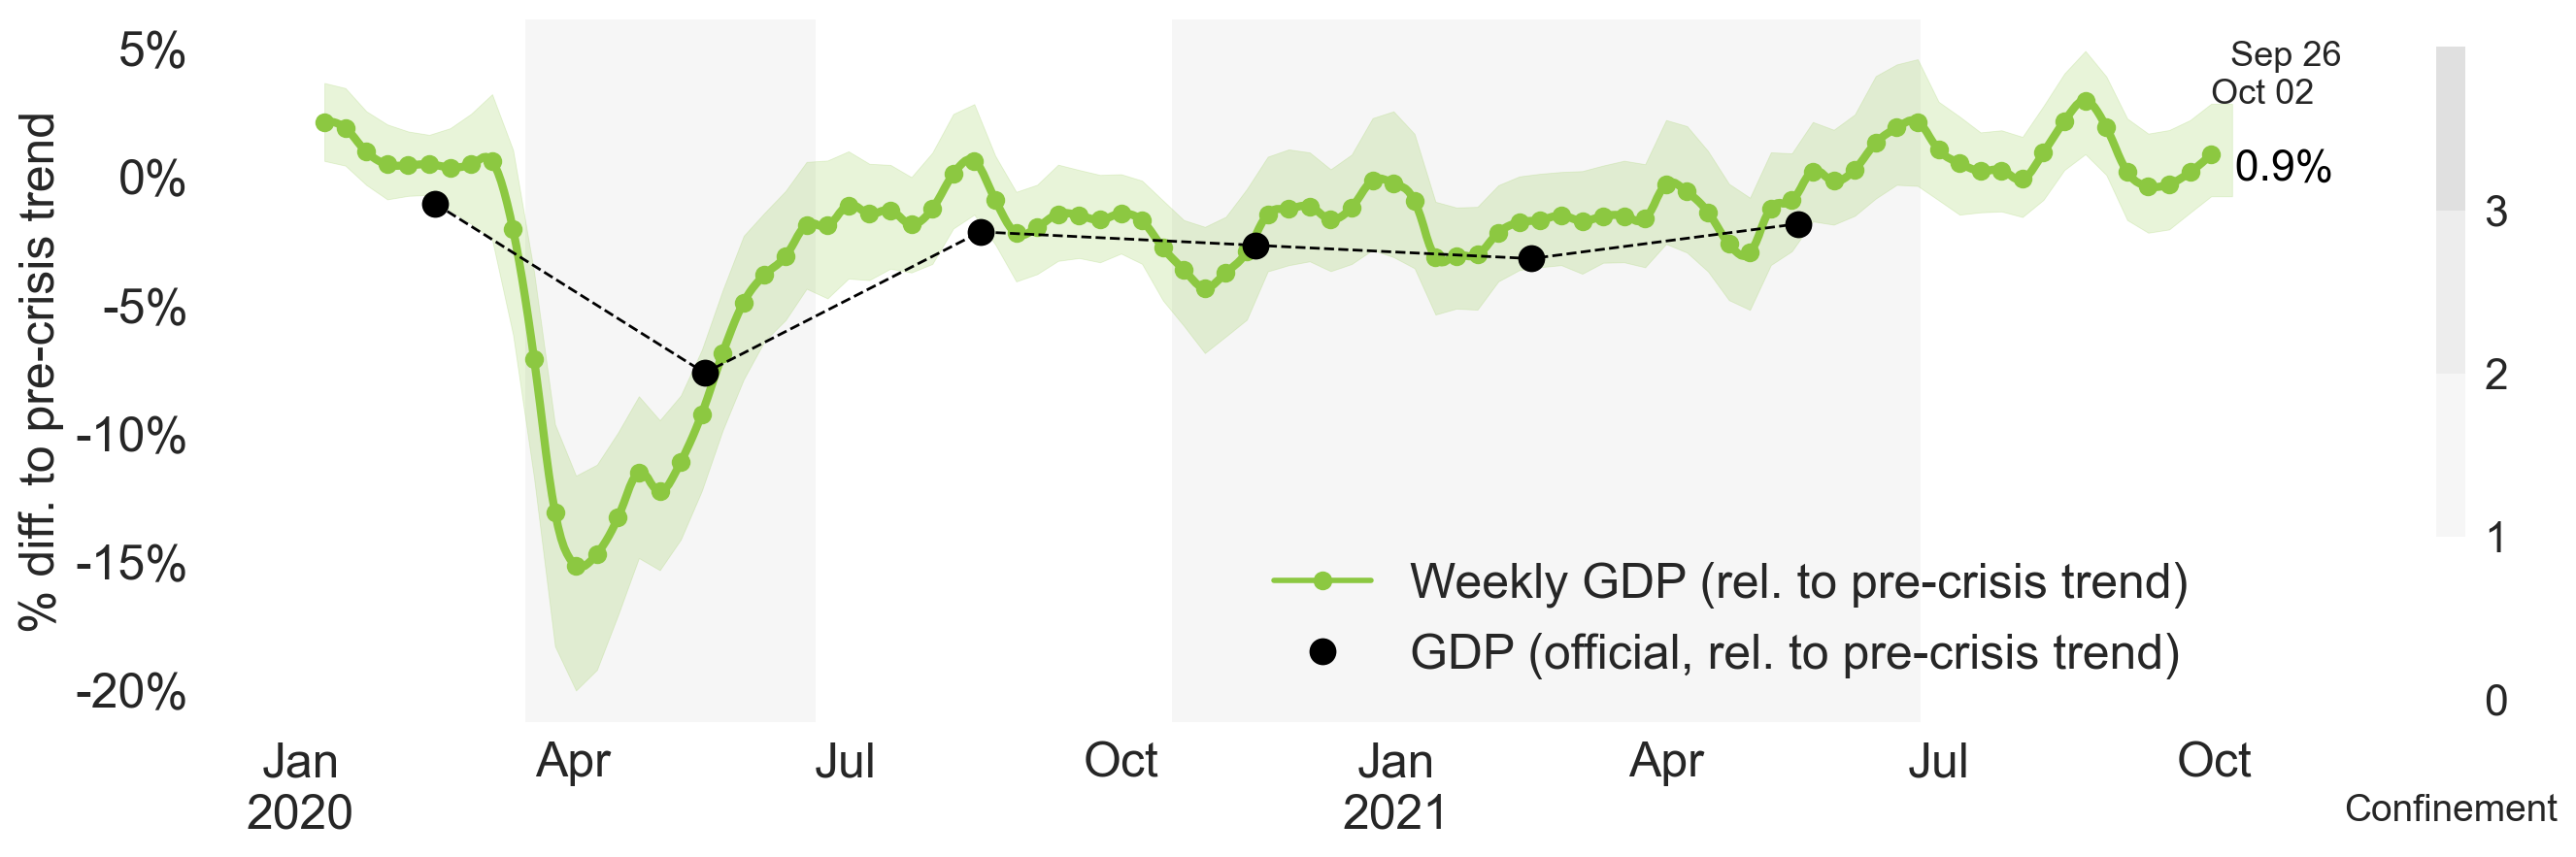 % diff. to pre-crisis trend
5%
0%
-5%
-10%
-15%
-20%
Jan
2020
Apr
Jul
Oct
Jan
2021
Apr
Jul
Oct
Sep 26
Oct 02
0.9%
Weekly GDP (rel. to pre-crisis trend)
GDP (official, rel. to pre-crisis trend)
3
2
1
0
Confinement